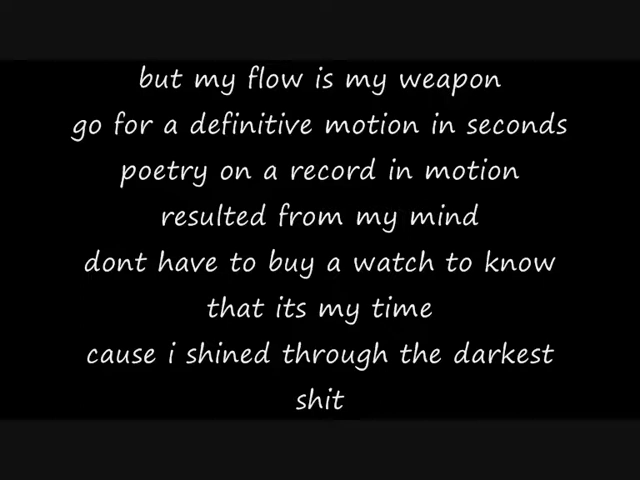 but my flow is my weapon
go for a definitive motion in seconds
poetry on a record in motion
resulted from my mind
dont have to buy a watch to know
that its my time
cause i shined through the darkest
shit